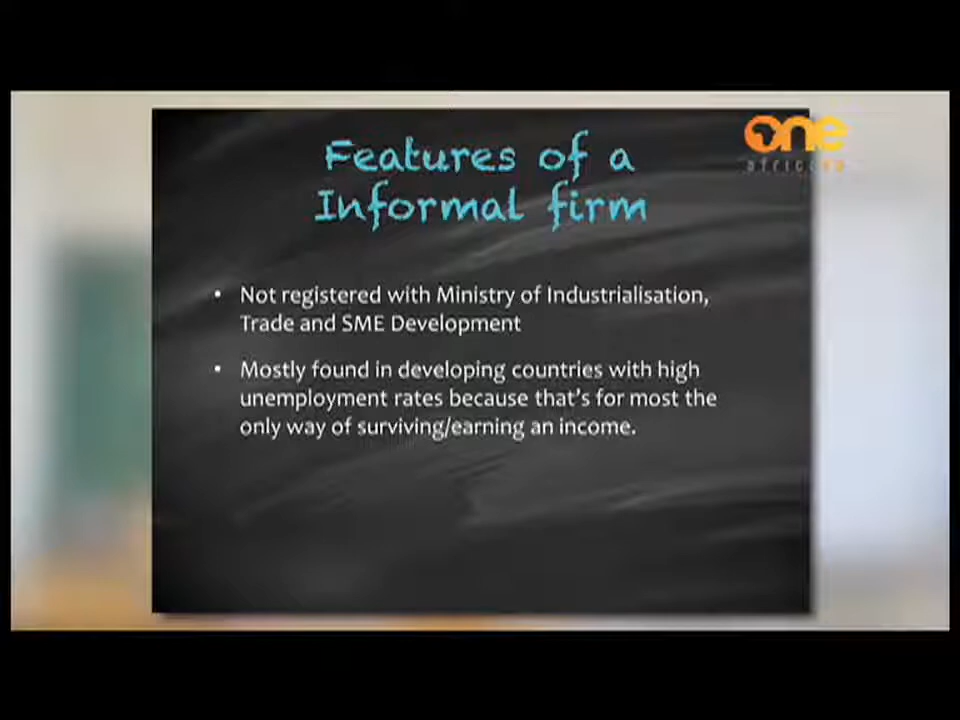 one
africa
Features of a
Informal firm
• Not registered with Ministry of Industrialisation,
Trade and SME Development
• Mostly found in developing countries with high
unemployment rates because that's for most the
only way of surviving/earning an income.